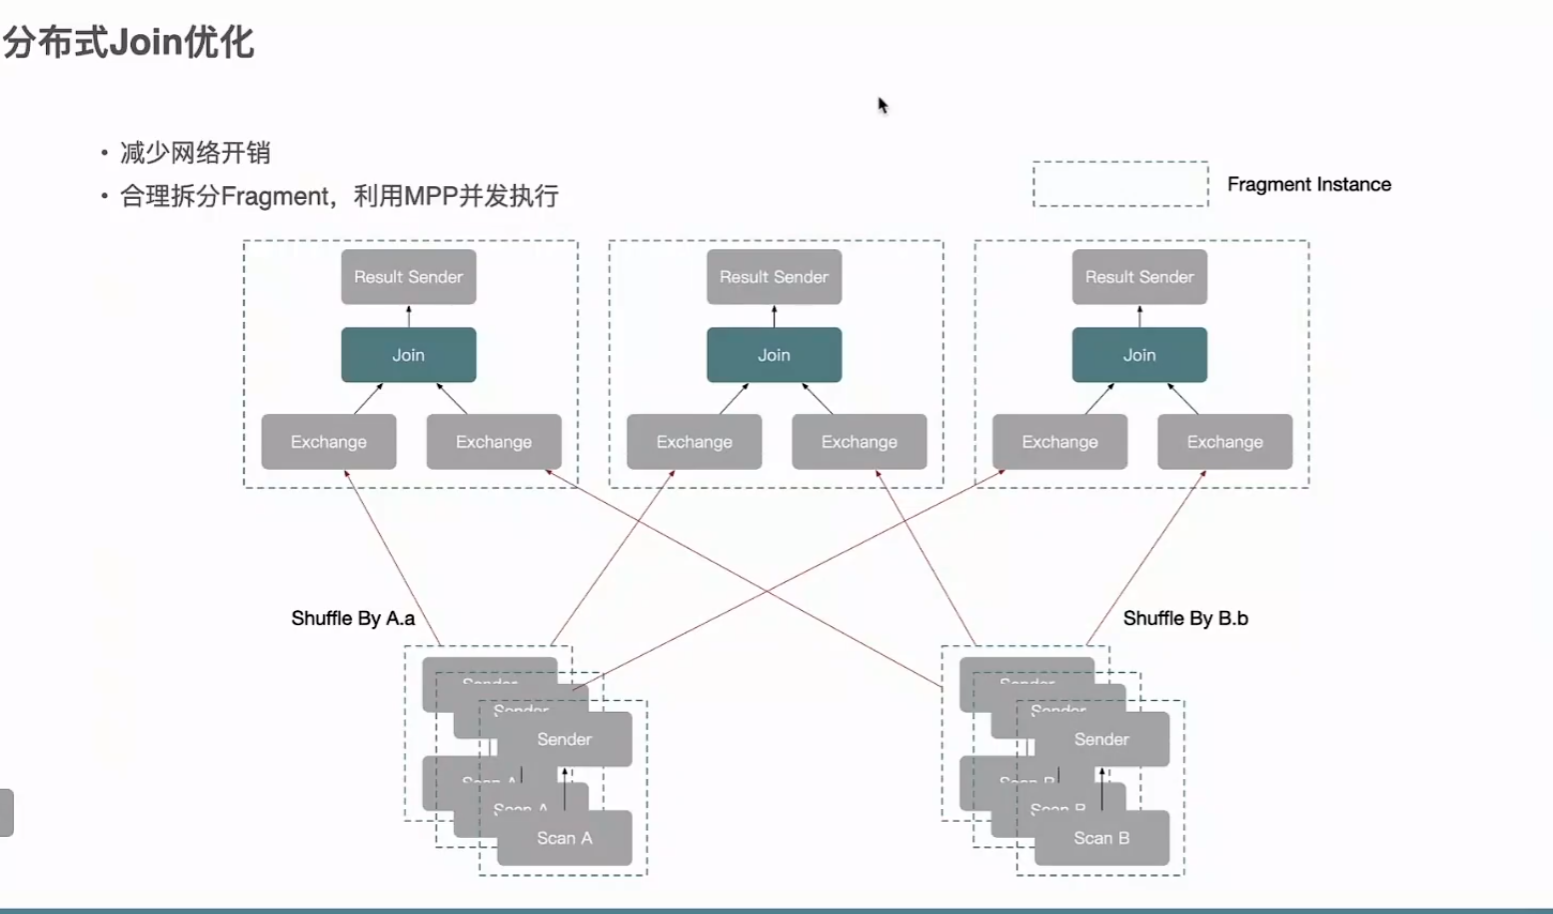 分布式Join优化
• 减少网络开销
• 合理拆分Fragment，利用MPP并发执行
Fragment Instance
Result Sender
Result Sender
Result Sender
Join
Join
Join
Exchange
Exchange
Exchange
Exchange
Exchange
Exchange
Shuffle By A.a
Shuffle By B.b
Sender
Sender
Sender
Sender
Sender
Sender
Scan A
Scan B
Scan A
Scan B
Scan A
Scan B